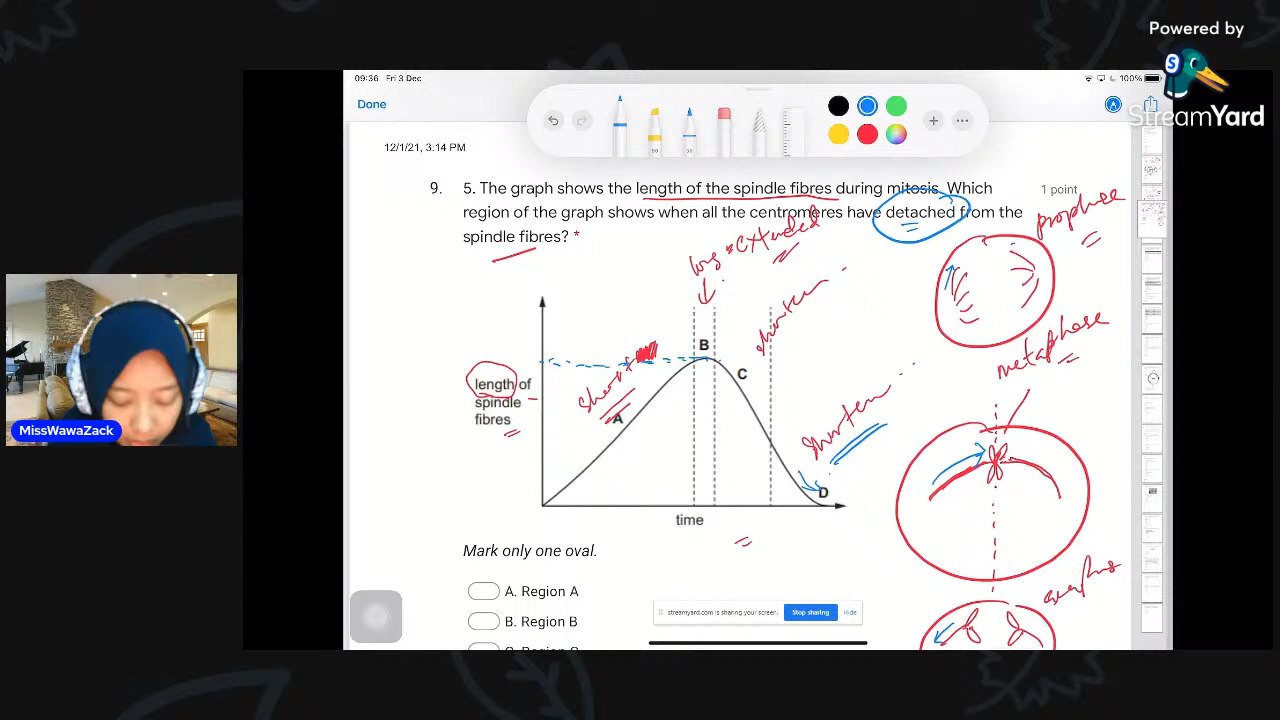 Powered by
StreamYard
09:36 Fri 3 Dec
100%
Done
12/1/21, 3:14 PM
9. 5. The graph shows the length of the spindle fibres during mitosis. Which 1 point
region of the graph shows when all the centromeres have detached from the
spindle fibres? *
prophase
extended
shorten
metaphase
B
C
length of
spindle
fibres
A
shorten
D
time
MissWawaZack
Mark only one oval.
A. Region A
streamyard.com is sharing your screen. Stop sharing Hide
B. Region B